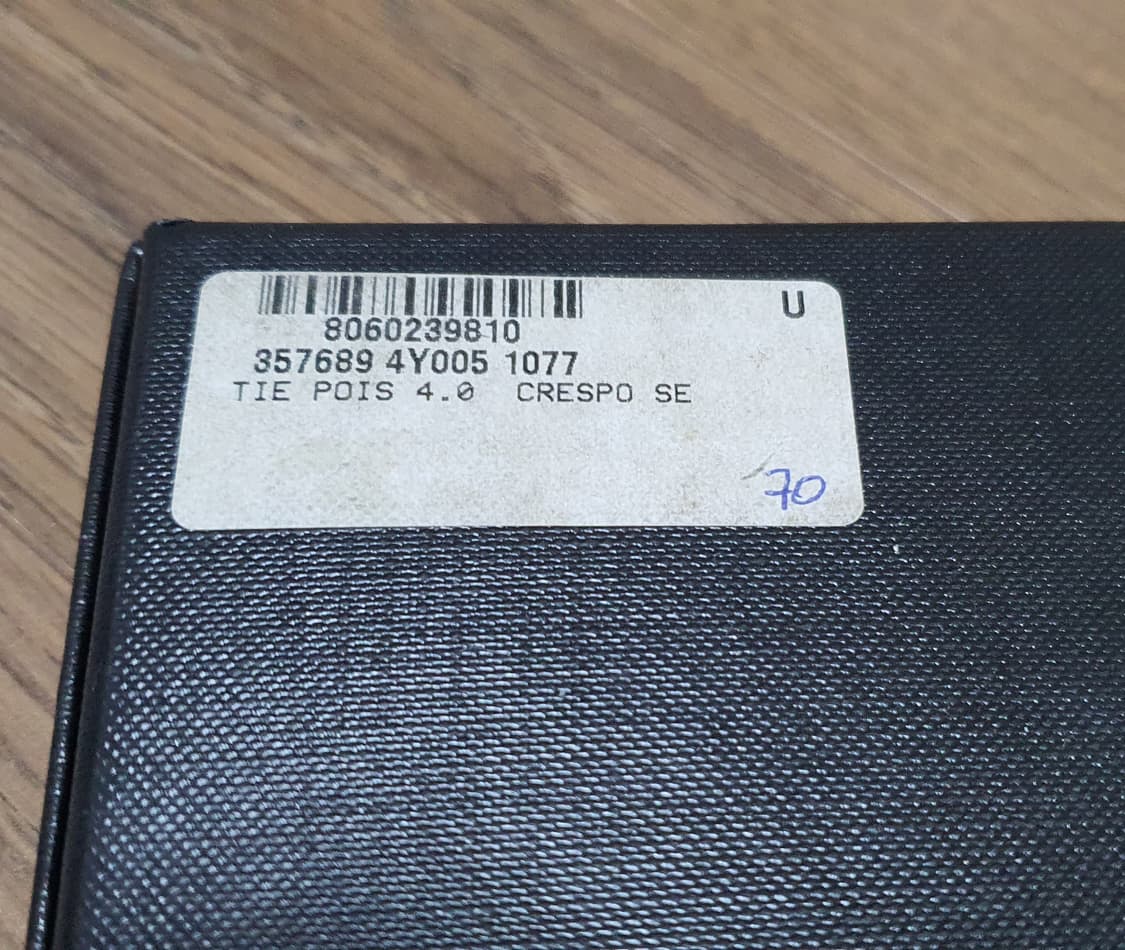 U
8060239810
357689 4Y005 1077
TIE POIS 4.0 CRESPO SE
70